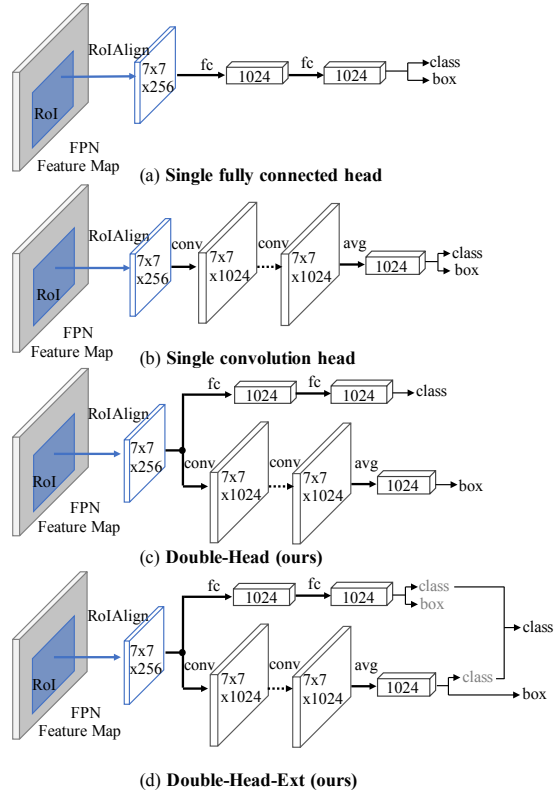 RoIAlign
7x7
x256
fc
1024
fc
1024
class
box
RoI
FPN
Feature Map
(a) Single fully connected head
RoIAlign
7x7
x256
conv
7x7
x1024
conv
7x7
x1024
avg
1024
class
box
RoI
FPN
Feature Map
(b) Single convolution head
RoIAlign
7x7
x256
fc
1024
fc
1024
class
conv
7x7
x1024
conv
7x7
x1024
avg
1024
box
RoI
FPN
Feature Map
(c) Double-Head (ours)
RoIAlign
7x7
x256
fc
1024
fc
1024
class
box
class
conv
7x7
x1024
conv
7x7
x1024
avg
1024
class
box
RoI
FPN
Feature Map
(d) Double-Head-Ext (ours)